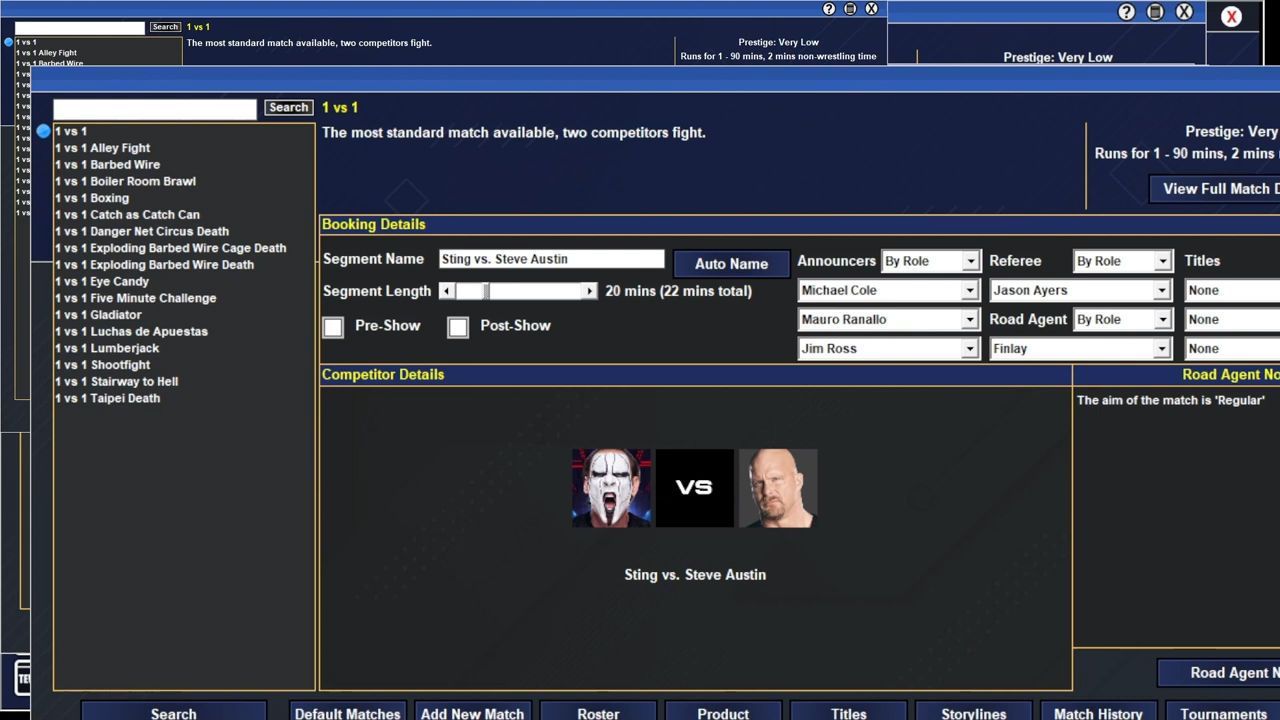 ?
X
?
X
X
Search
1 vs 1
1 vs 1
The most standard match available, two competitors fight.
Prestige: Very Low
1 vs 1 Alley Fight
Runs for 1 - 90 mins, 2 mins non-wrestling time
Prestige: Very Low
1 vs 1 Barbed Wire
Search
1 vs 1
1 vs 1
The most standard match available, two competitors fight.
Prestige: Very
Runs for 1 - 90 mins, 2 mins
View Full Match D
1 vs 1 Alley Fight
1 vs 1 Barbed Wire
1 vs 1 Boiler Room Brawl
1 vs 1 Boxing
1 vs 1 Catch as Catch Can
1 vs 1 Danger Net Circus Death
1 vs 1 Exploding Barbed Wire Cage Death
1 vs 1 Exploding Barbed Wire Death
1 vs 1 Eye Candy
1 vs 1 Five Minute Challenge
1 vs 1 Gladiator
1 vs 1 Luchas de Apuestas
1 vs 1 Lumberjack
1 vs 1 Shootfight
1 vs 1 Stairway to Hell
1 vs 1 Taipei Death
Booking Details
Segment Name Sting vs. Steve Austin Auto Name
Segment Length 20 mins (22 mins total)
Pre-Show Post-Show
Announcers By Role Referee By Role Titles
Michael Cole Jason Ayers None
Mauro Ranallo Road Agent By Role None
Jim Ross Finlay None
Competitor Details
Road Agent No
The aim of the match is 'Regular'
VS
Sting vs. Steve Austin
Road Agent N
Search Default Matches Add New Match Roster Product Titles Storylines Match History Tournaments